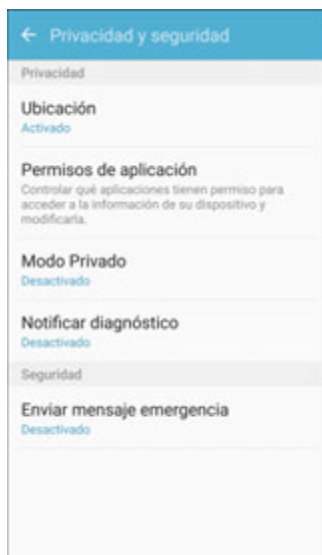 Privacidad y seguridad
Privacidad
Ubicación
Activado
Permisos de aplicación
Controlar qué aplicaciones tienen permiso para
acceder a la información de su dispositivo y
modificarla.
Modo Privado
Desactivado
Notificar diagnóstico
Desactivado
Seguridad
Enviar mensaje emergencia
Desactivado